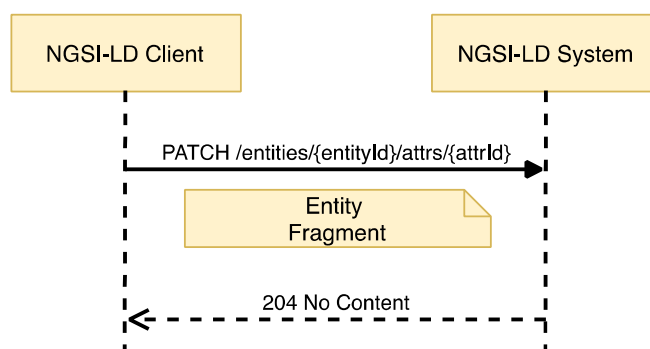 NGSI-LD Client
NGSI-LD System
PATCH /entities/{entityId}/attrs/{attrId}
Entity
Fragment
204 No Content